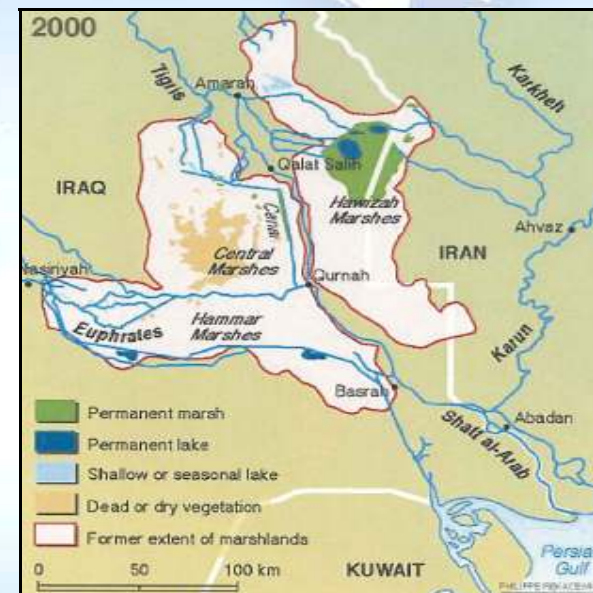 2000
Tigris
Amarah
Karkheh
Qalat Salih
IRAQ
Hawizah
Marshes
Canal
Ahvaz
IRAN
Central
Marshes
Nasiriyah
Qurnah
Euphrates
Hammar
Marshes
Karun
Basrah
Abadan
Shatt al-Arab
Permanent marsh
Permanent lake
Shallow or seasonal lake
Dead or dry vegetation
Former extent of marshlands
0 50 100 km
KUWAIT
Persian
Gulf